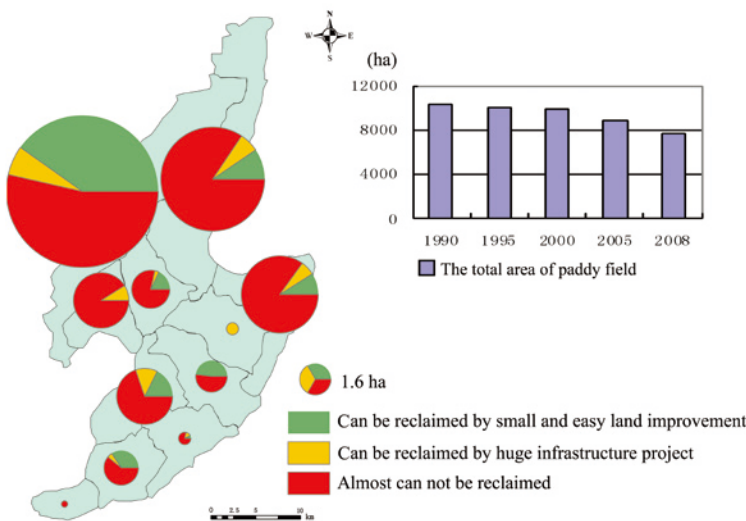 N
W E
S
(ha)
12000
8000
4000
0
1990 1995 2000 2005 2008
The total area of paddy field
1.6 ha
Can be reclaimed by small and easy land improvement
Can be reclaimed by huge infrastructure project
Almost can not be reclaimed
0 2.5 5 10
km